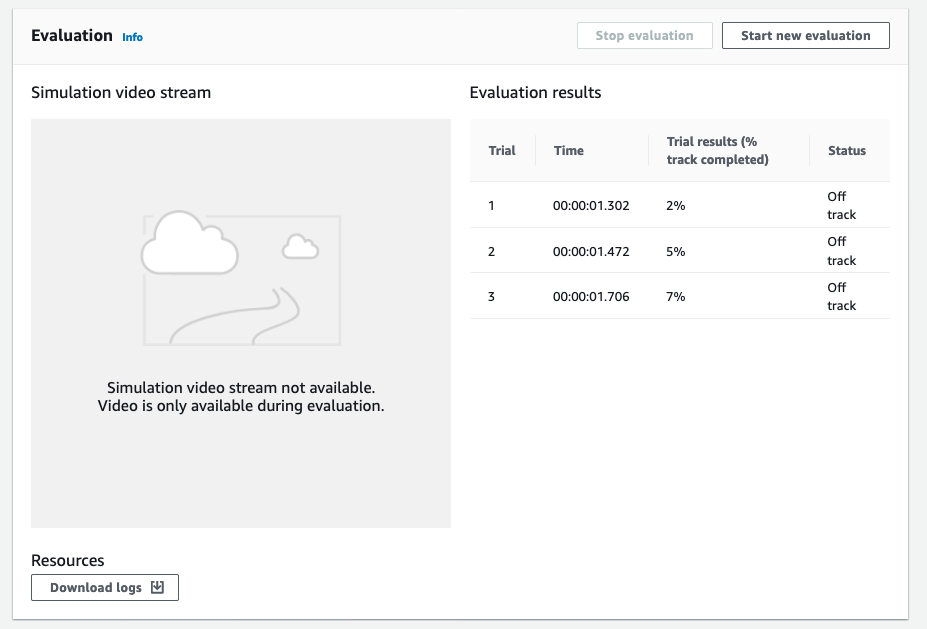 Evaluation Info
Stop evaluation
Start new evaluation
Simulation video stream
Simulation video stream not available.
Video is only available during evaluation.
Evaluation results
Trial Time Trial results (% track completed) Status
1 00:00:01.302 2% Off track
2 00:00:01.472 5% Off track
3 00:00:01.706 7% Off track
Resources
Download logs